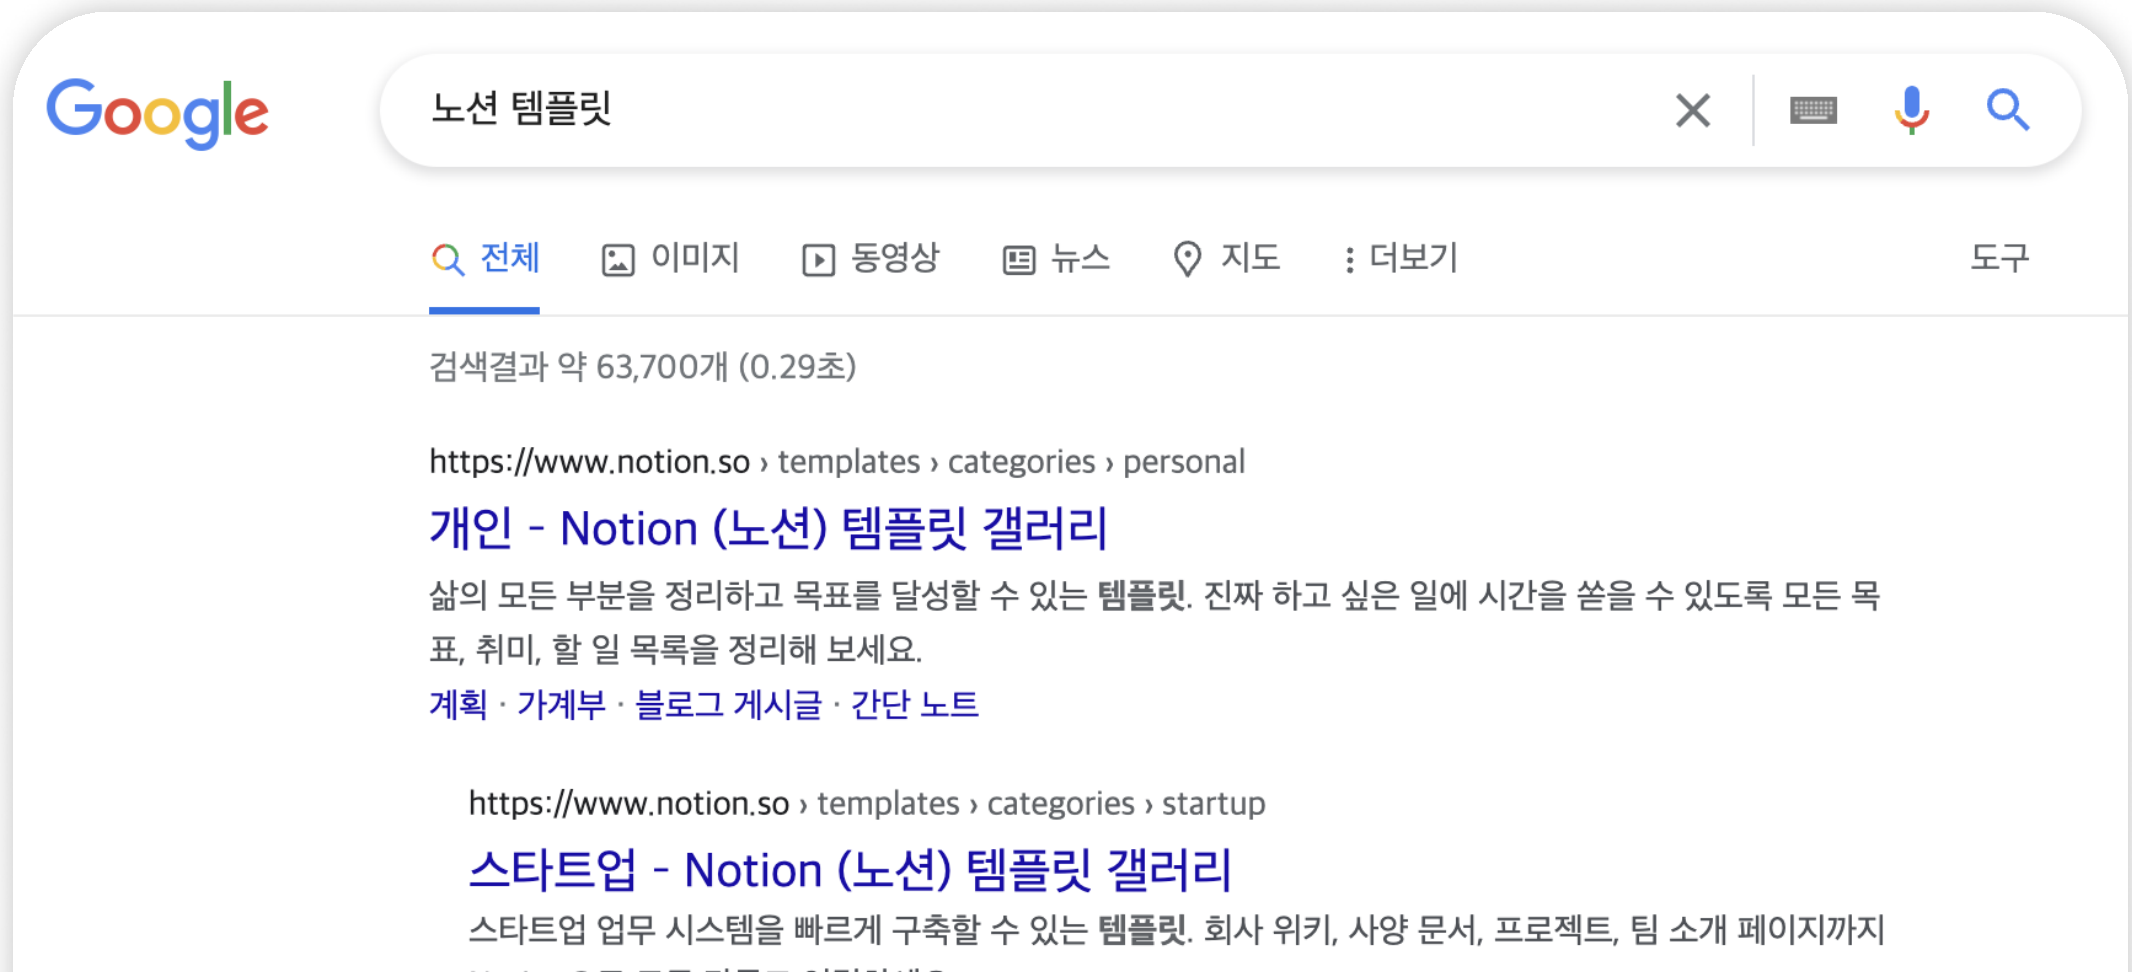 Google
노션 템플릿
전체 이미지 동영상 뉴스 지도 더보기 도구
검색결과 약 63,700개 (0.29초)
https://www.notion.so › templates › categories › personal
개인 - Notion (노션) 템플릿 갤러리
삶의 모든 부분을 정리하고 목표를 달성할 수 있는 템플릿. 진짜 하고 싶은 일에 시간을 쏟을 수 있도록 모든 목
표, 취미, 할 일 목록을 정리해 보세요.
계획 · 가계부 · 블로그 게시글 · 간단 노트
https://www.notion.so › templates › categories › startup
스타트업 - Notion (노션) 템플릿 갤러리
스타트업 업무 시스템을 빠르게 구축할 수 있는 템플릿. 회사 위키, 사양 문서, 프로젝트, 팀 소개 페이지까지